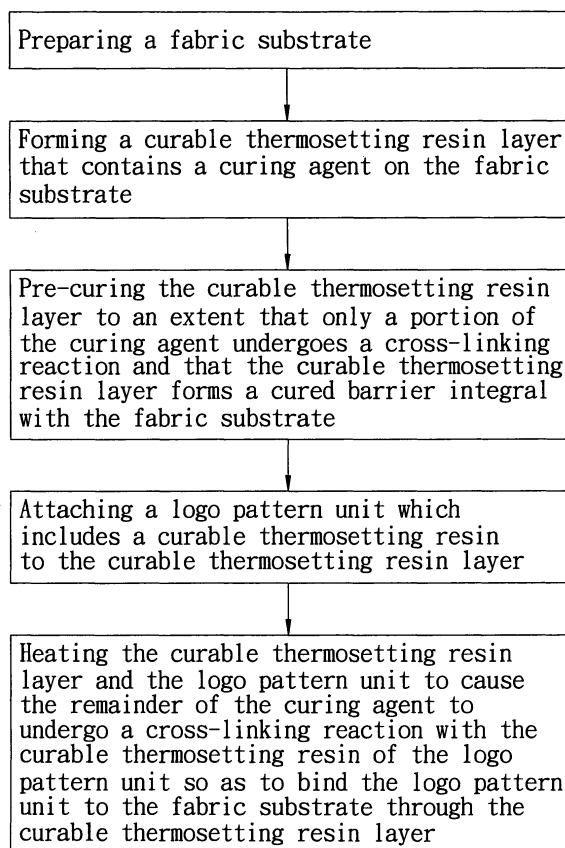 Preparing a fabric substrate
Forming a curable thermosetting resin layer
that contains a curing agent on the fabric
substrate
Pre-curing the curable thermosetting resin
layer to an extent that only a portion of
the curing agent undergoes a cross-linking
reaction and that the curable thermosetting
resin layer forms a cured barrier integral
with the fabric substrate
Attaching a logo pattern unit which
includes a curable thermosetting resin
to the curable thermosetting resin layer
Heating the curable thermosetting resin
layer and the logo pattern unit to cause
the remainder of the curing agent to
undergo a cross-linking reaction with the
curable thermosetting resin of the logo
pattern unit so as to bind the logo pattern
unit to the fabric substrate through the
curable thermosetting resin layer